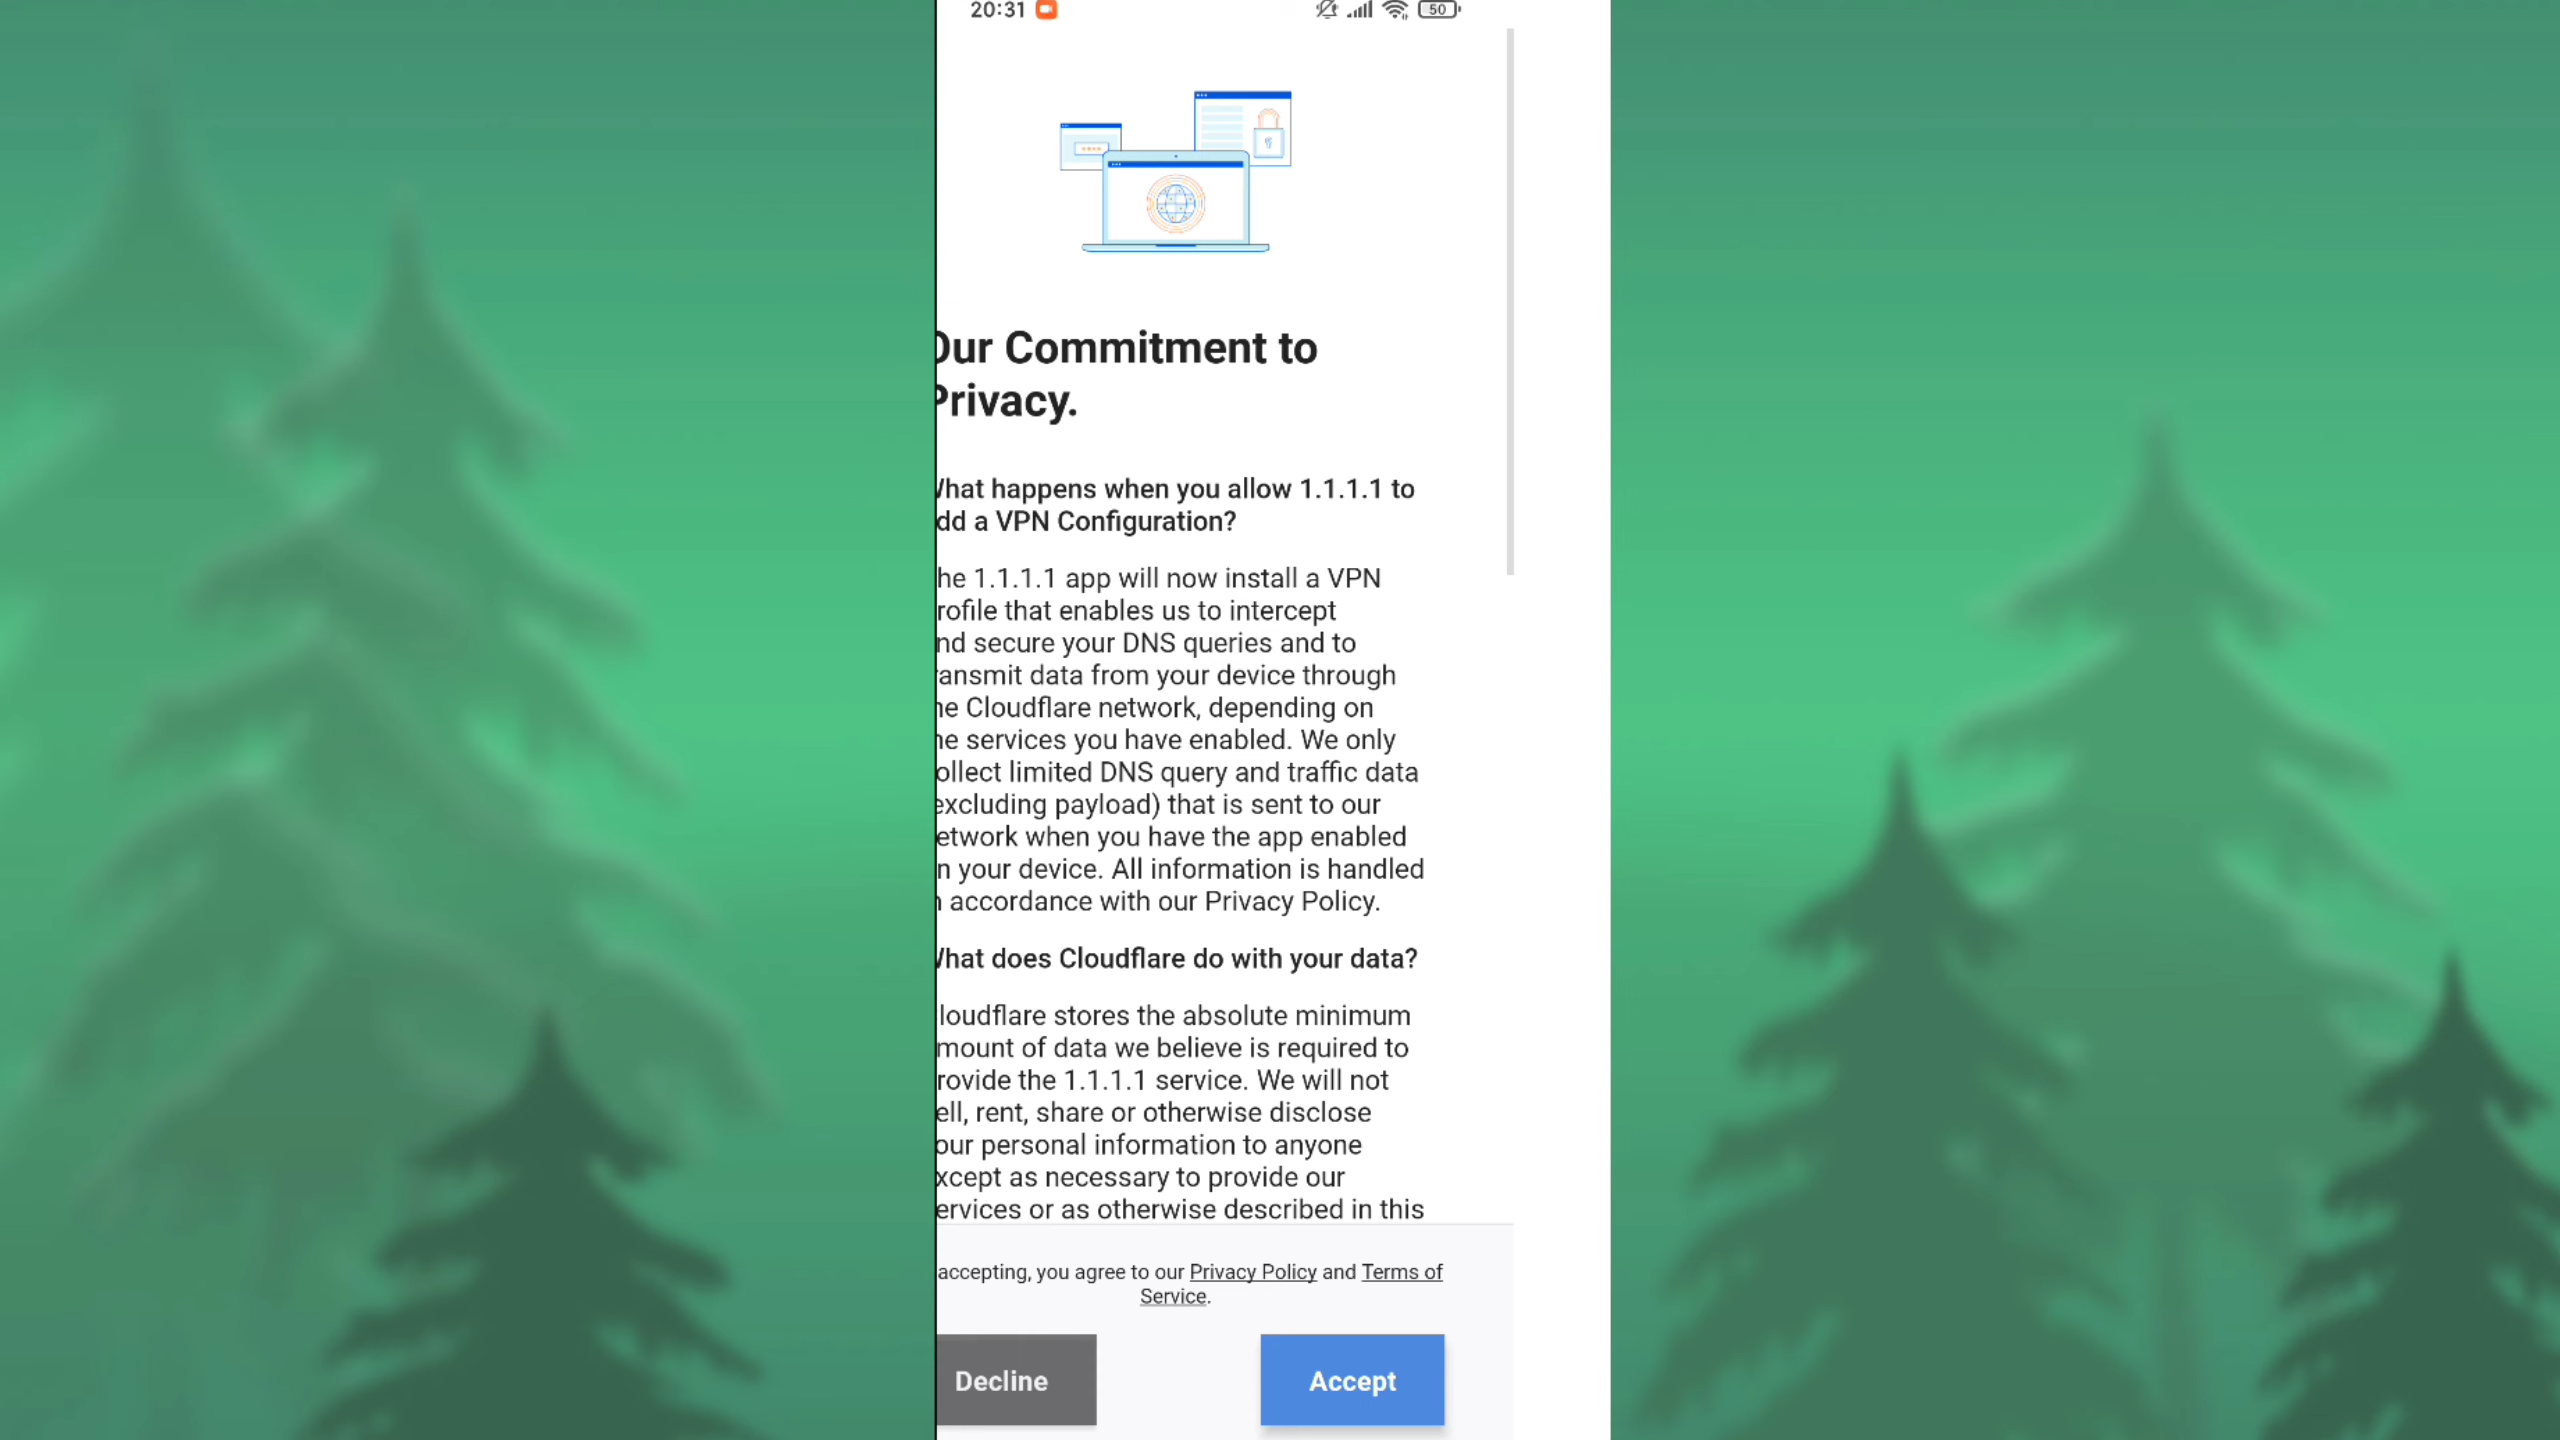 20:31
50
Our Commitment to
Privacy.
What happens when you allow 1.1.1.1 to
add a VPN Configuration?
he 1.1.1.1 app will now install a VPN
rofile that enables us to intercept
nd secure your DNS queries and to
ransmit data from your device through
he Cloudflare network, depending on
he services you have enabled. We only
ollect limited DNS query and traffic data
excluding payload) that is sent to our
etwork when you have the app enabled
n your device. All information is handled
n accordance with our Privacy Policy.
What does Cloudflare do with your data?
loudflare stores the absolute minimum
mount of data we believe is required to
rovide the 1.1.1.1 service. We will not
ell, rent, share or otherwise disclose
our personal information to anyone
xcept as necessary to provide our
ervices or as otherwise described in this
accepting, you agree to our Privacy Policy and Terms of
Service.
Decline
Accept